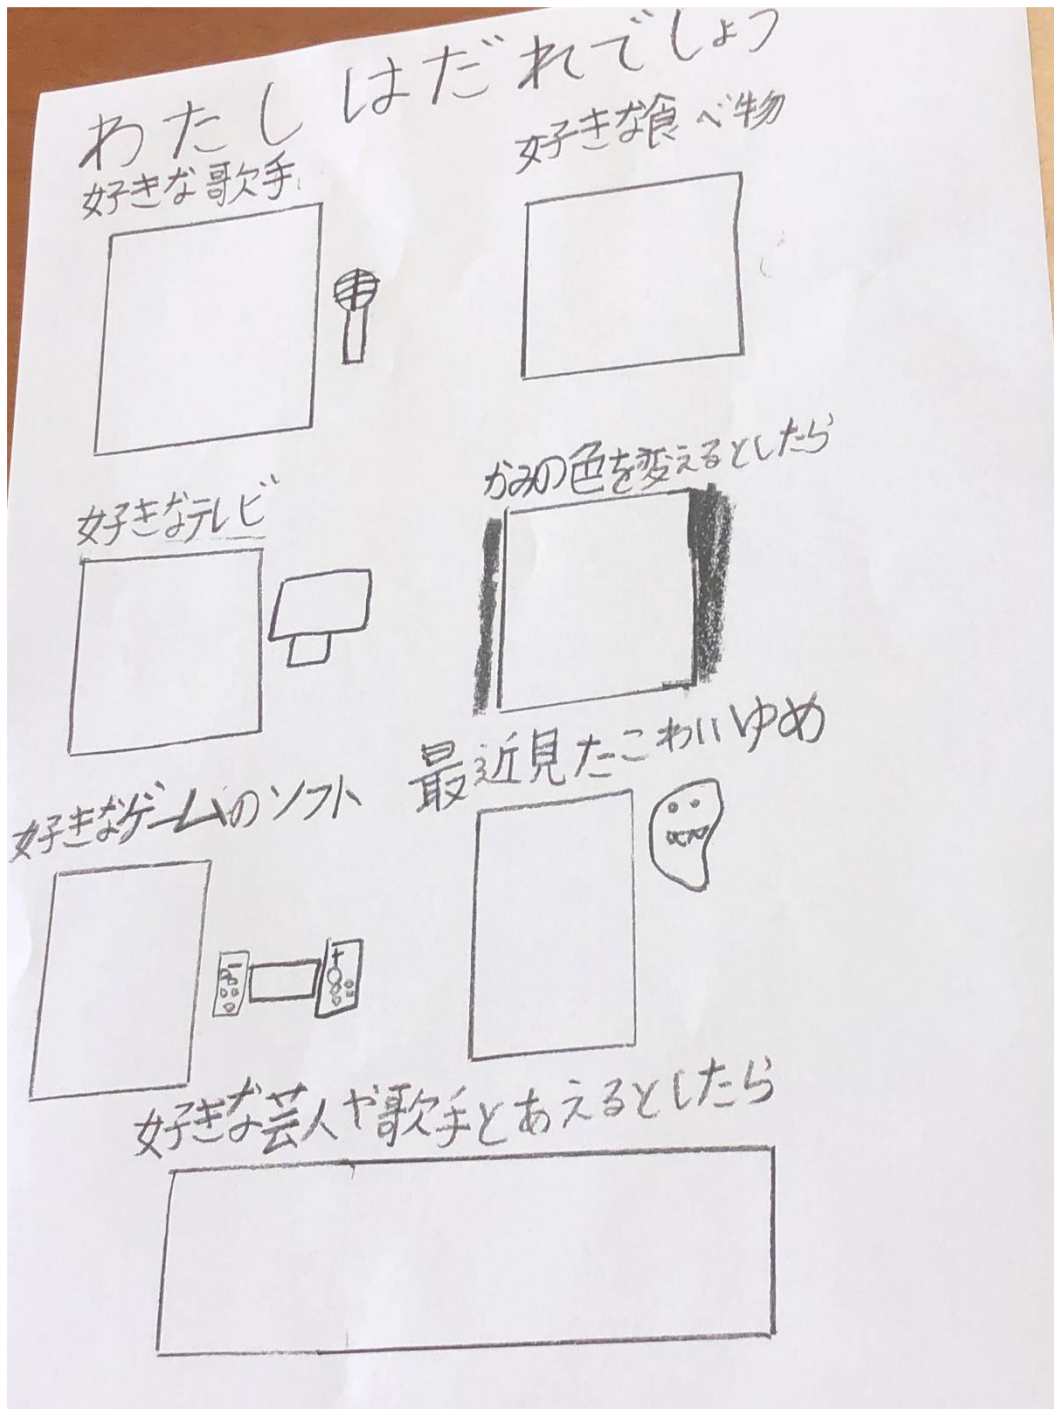 わたしはだれでしょう
好きな歌手
好きな食べ物
好きなテレビ
かみの色を変えるとしたら
好きなゲームのソフト
最近見たこわいゆめ
好きな芸人や歌手とあえるとしたら